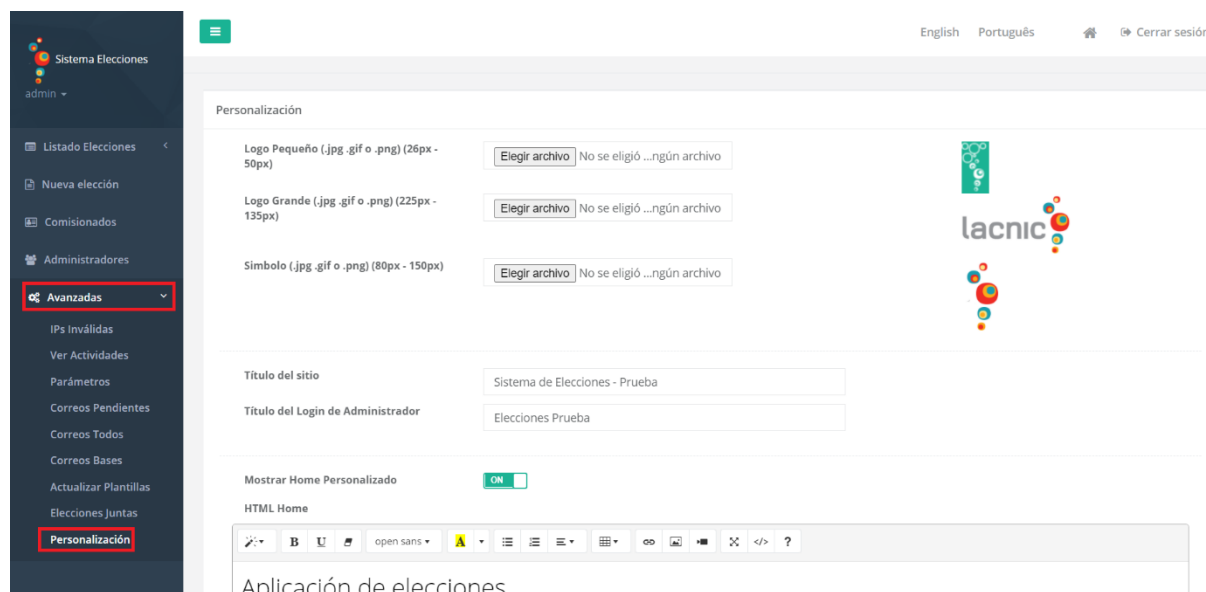 Sistema Elecciones
admin
Listado Elecciones
Nueva elección
Comisionados
Administradores
Avanzadas
IPs Inválidas
Ver Actividades
Parámetros
Correos Pendientes
Correos Todos
Correos Bases
Actualizar Plantillas
Elecciones Juntas
Personalización
English Português Cerrar sesión
Personalización
Logo Pequeño (.jpg .gif o .png) (26px -
50px)
Elegir archivo No se eligió ...ngún archivo
Logo Grande (.jpg .gif o .png) (225px -
135px)
Elegir archivo No se eligió ...ngún archivo
lacnic
Simbolo (.jpg .gif o .png) (80px - 150px)
Elegir archivo No se eligió ...ngún archivo
Título del sitio
Sistema de Elecciones - Prueba
Título del Login de Administrador
Elecciones Prueba
Mostrar Home Personalizado
ON
HTML Home
B U open sans A </> ?
Aplicación de elecciones